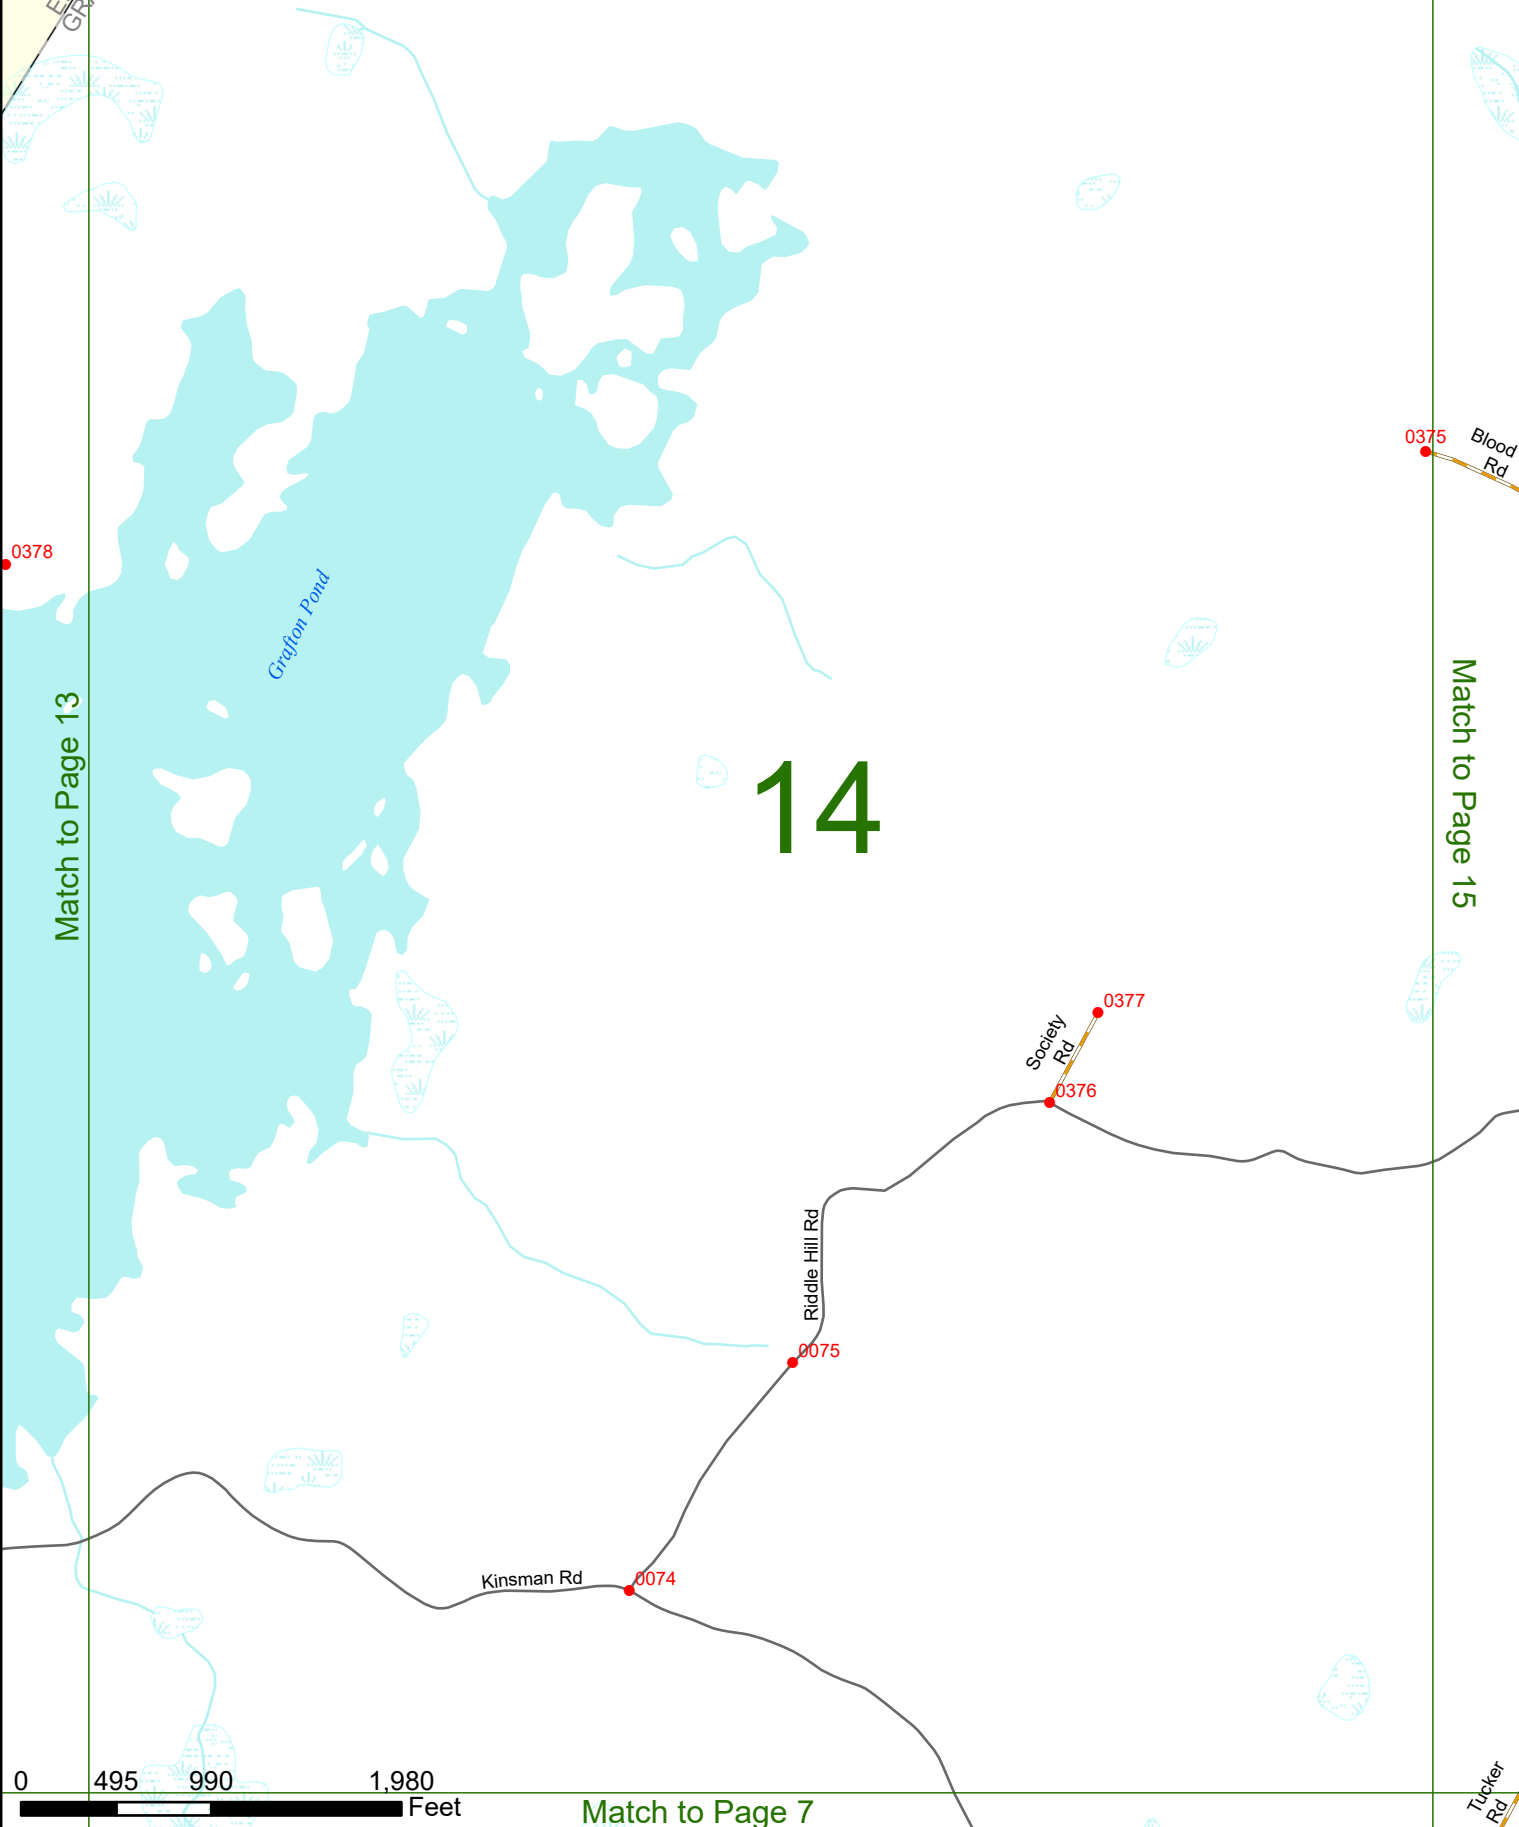 0375
Blood
Rd
0378
Grafton Pond
Match to Page 13
Match to Page 15
14
0377
Society
Rd
0376
Riddle Hill Rd
0075
Kinsman Rd
0074
Tucker
Rd
0 495 990 1,980
Feet
Match to Page 7